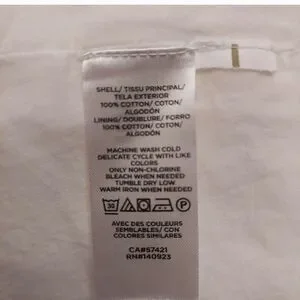 SHELL/ TISSU PRINCIPAL/
TELA EXTERIOR
100% COTTON/ COTON/
ALGODÓN
LINING/ DOUBLURE/ FORRO
100% COTTON/ COTON/
ALGODÓN
MACHINE WASH COLD
DELICATE CYCLE WITH LIKE
COLORS
ONLY NON-CHLORINE
BLEACH WHEN NEEDED
TUMBLE DRY LOW
WARM IRON WHEN NEEDED
30
P
AVEC DES COULEURS
SEMBLABLES/ CON
COLORES SIMILARES
CA#57421
RN#140923